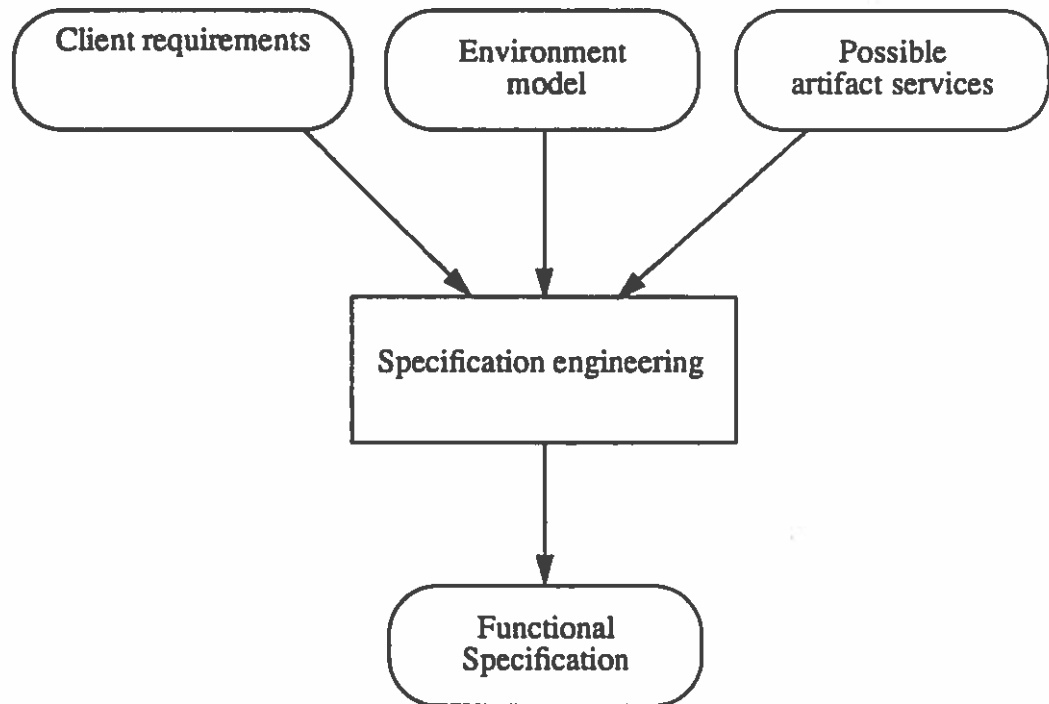 Client requirements
Environment
model
Possible
artifact services
Specification engineering
Functional
Specification